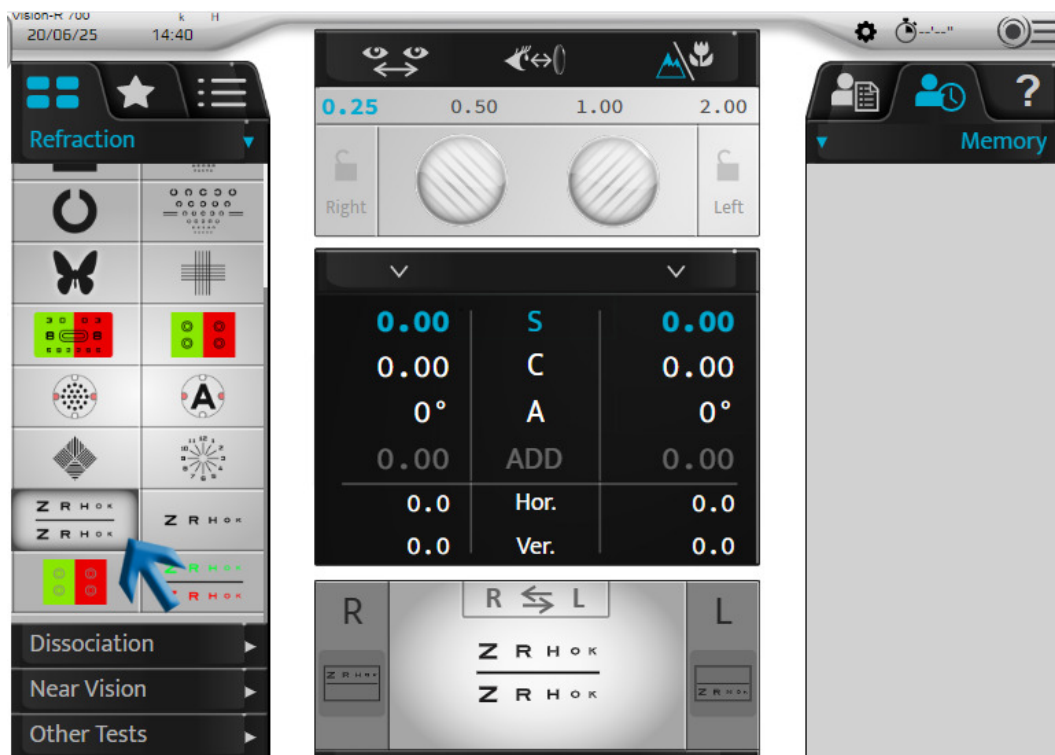 Vision-R 700
k H
20/06/25 14:40
--'--"
0.25 0.50 1.00 2.00
Right Left
Refraction
Memory
?
A
Z R H O K
Z R H O K
Z R H O K
Z R H O K
Z R H O K
0.00 S 0.00
0.00 C 0.00
0° A 0°
0.00 ADD 0.00
0.0 Hor. 0.0
0.0 Ver. 0.0
R R L L
Z R H O K
Z R H O K
Dissociation
Near Vision
Other Tests